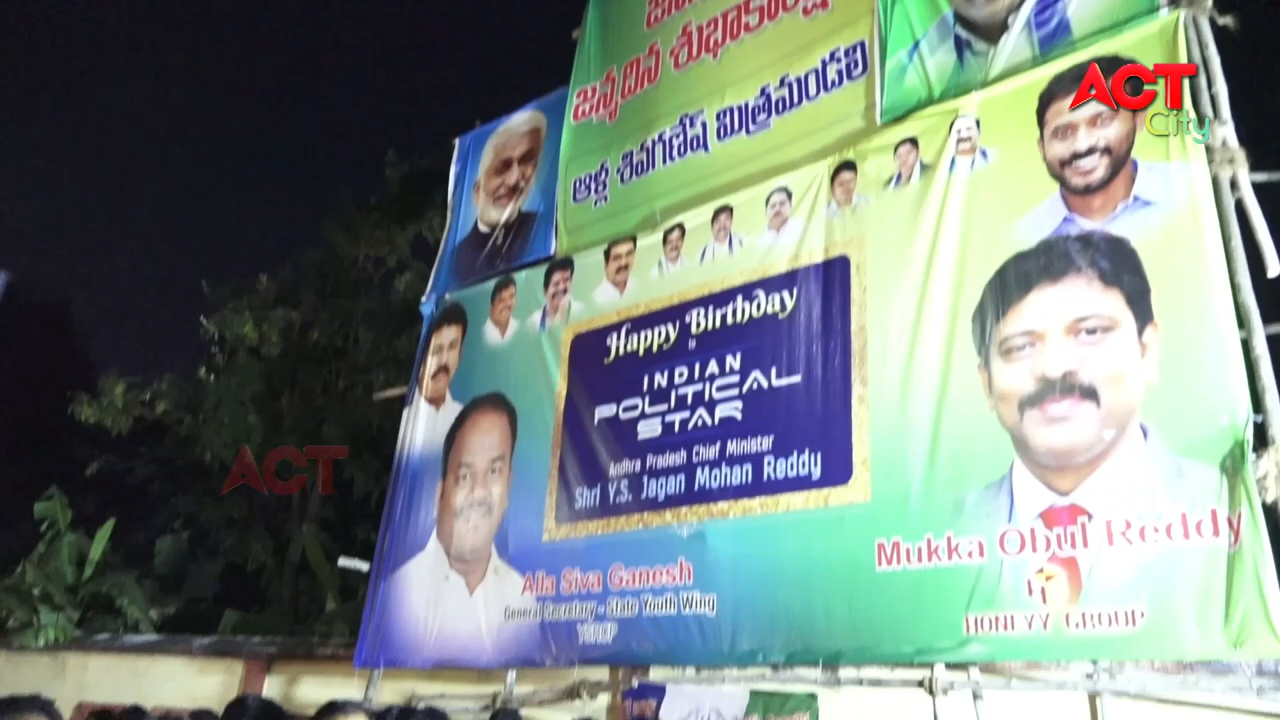 జన్మదిన శుభాకాంక్షలు
ఆళ్ల శివగణేష్ మిత్రమండలి
ACT
City
Happy Birthday
to
INDIAN
POLITICAL
STAR
Andhra Pradesh Chief Minister
Shri Y.S. Jagan Mohan Reddy
ACT
Alla Siva Ganesh
General Secretary - State Youth Wing
YSRCP
Mukka Obul Reddy
HONEYY GROUP